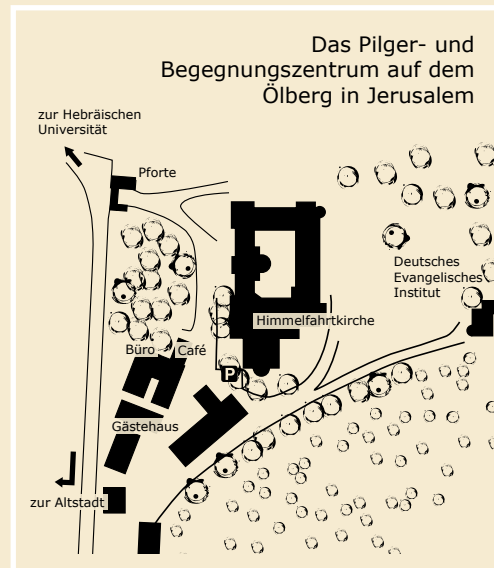 Das Pilger- und
Begegnungszentrum auf dem
Ölberg in Jerusalem
zur Hebräischen
Universität
Pforte
Deutsches
Evangelisches
Institut
Himmelfahrtkirche
Büro
Café
P
Gästehaus
zur Altstadt